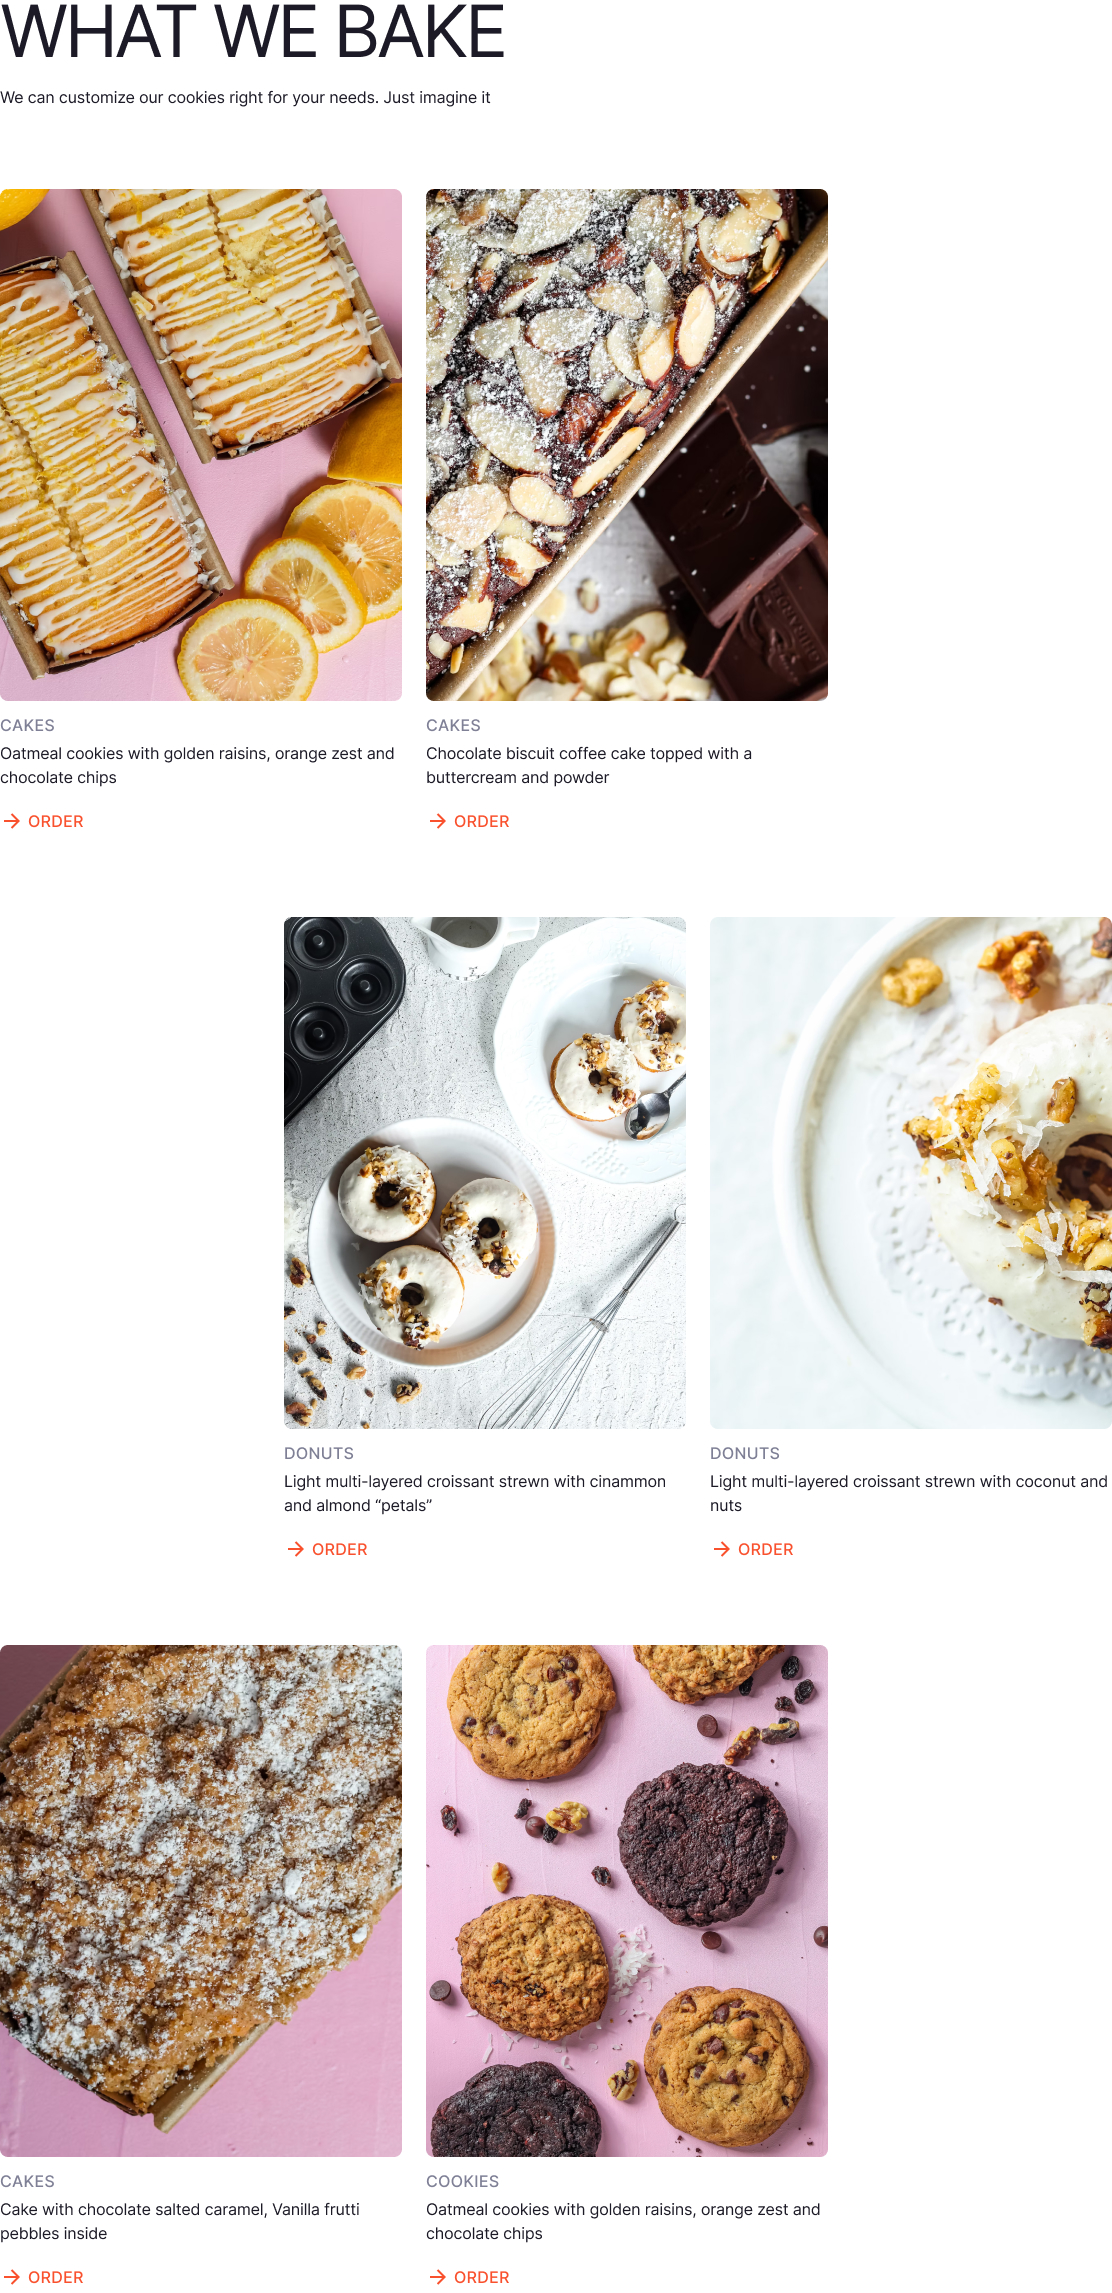 WHAT WE BAKE
We can customize our cookies right for your needs. Just imagine it
CAKES
Oatmeal cookies with golden raisins, orange zest and
chocolate chips
→ ORDER
CAKES
Chocolate biscuit coffee cake topped with a
buttercream and powder
→ ORDER
DONUTS
Light multi-layered croissant strewn with cinammon
and almond “petals”
→ ORDER
DONUTS
Light multi-layered croissant strewn with coconut and
nuts
→ ORDER
CAKES
Cake with chocolate salted caramel, Vanilla frutti
pebbles inside
→ ORDER
COOKIES
Oatmeal cookies with golden raisins, orange zest and
chocolate chips
→ ORDER